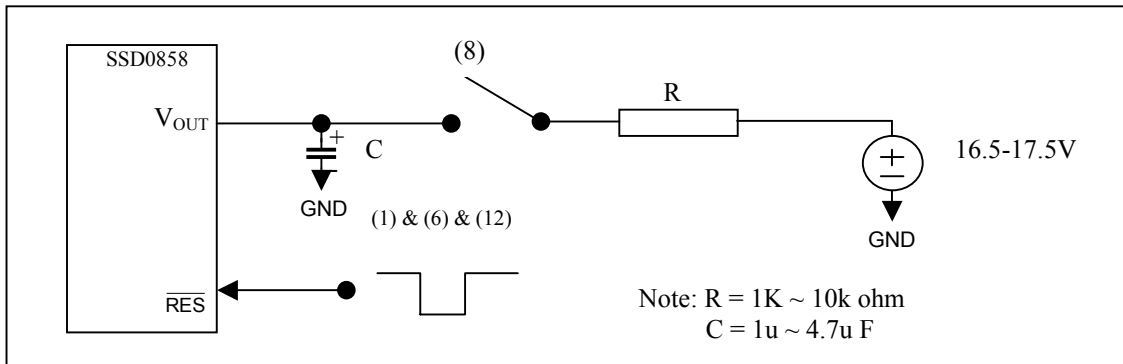 SSD0858
(8)
R
VOUT
+
C
+
−
16.5-17.5V
GND
(1) & (6) & (12)
GND
RES
Note: R = 1K ~ 10k ohm
C = 1u ~ 4.7u F